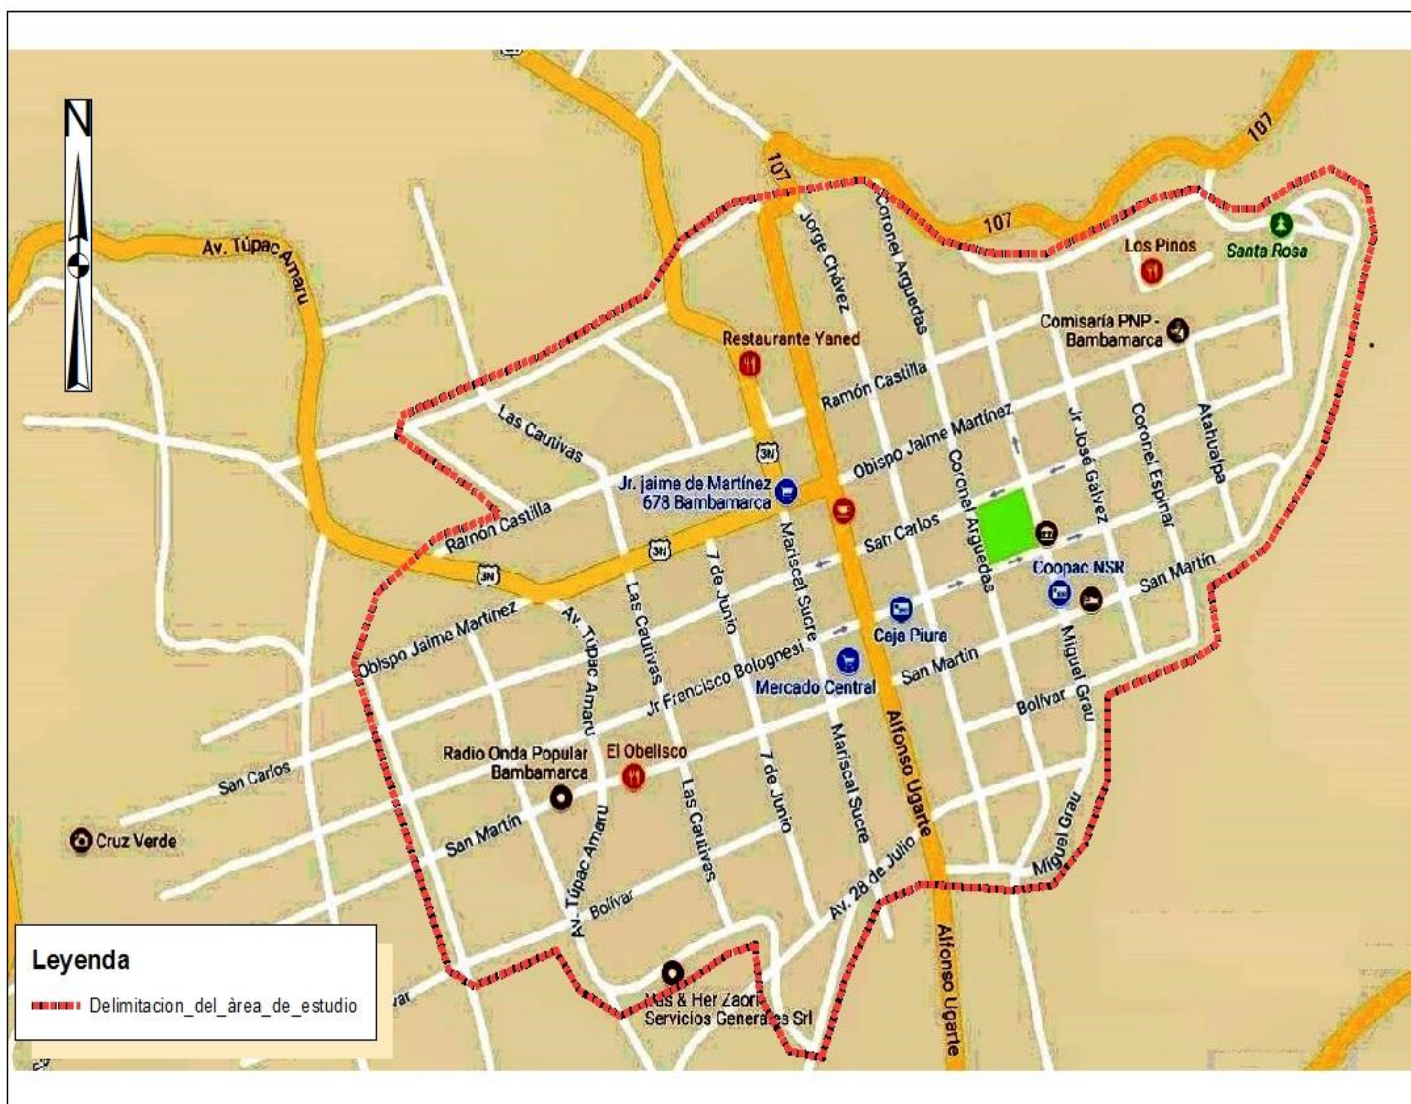 N
107
107
107
Av. Túpac Amaru
Jorge Chávez
Coronel Arguedas
Los Pinos
Santa Rosa
Comisaría PNP -
Bambamarca
Restaurante Yaned
Ramón Castilla
Las Cautivas
Obispo Jaime Martínez
Jr. José Gálvez
Coronel Espinar
Atahualpa
3N
Jr. jaime de Martínez
678 Bambamarca
Coronel Arguedas
Ramón Castilla
San Carlos
3N
3N
Mariscal Sucre
7 de Junio
Las Cautivas
Coopac NSR
San Martín
Obispo Jaime Martínez
Av. Túpac Amaru
Caja Piura
Jr Francisco Bolognesi
San Martín
Miguel Grau
Mercado Central
Bolívar
Alfonso Ugarte
Radio Onda Popular
Bambamarca
El Obelisco
San Carlos
7 de Junio
Mariscal Sucre
Las Cautivas
San Martín
Av. Túpac Amaru
Cruz Verde
Miguel Grau
Av. 28 de Julio
Bolívar
Alfonso Ugarte
& Her Zaori
Servicios Generales Srl
Leyenda
Delimitacion_del_àrea_de_estudio